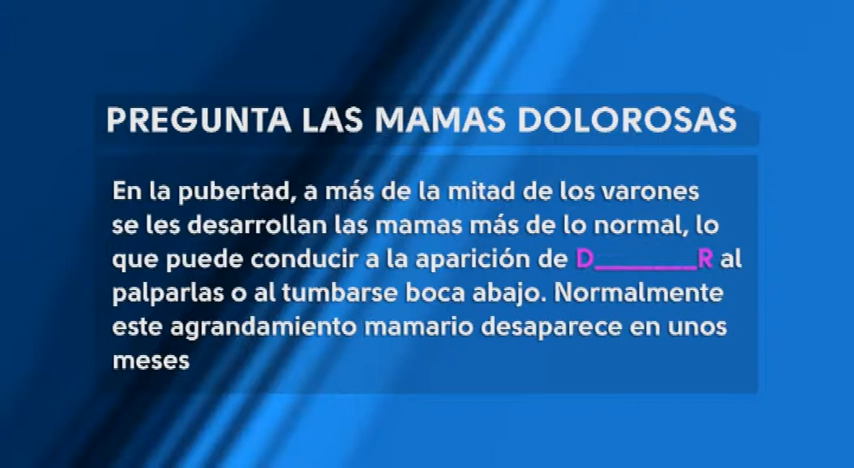 PREGUNTA LAS MAMAS DOLOROSAS
En la pubertad, a más de la mitad de los varones
se les desarrollan las mamas más de lo normal, lo
que puede conducir a la aparición de D_______R al
palparlas o al tumbarse boca abajo. Normalmente
este agrandamiento mamario desaparece en unos
meses